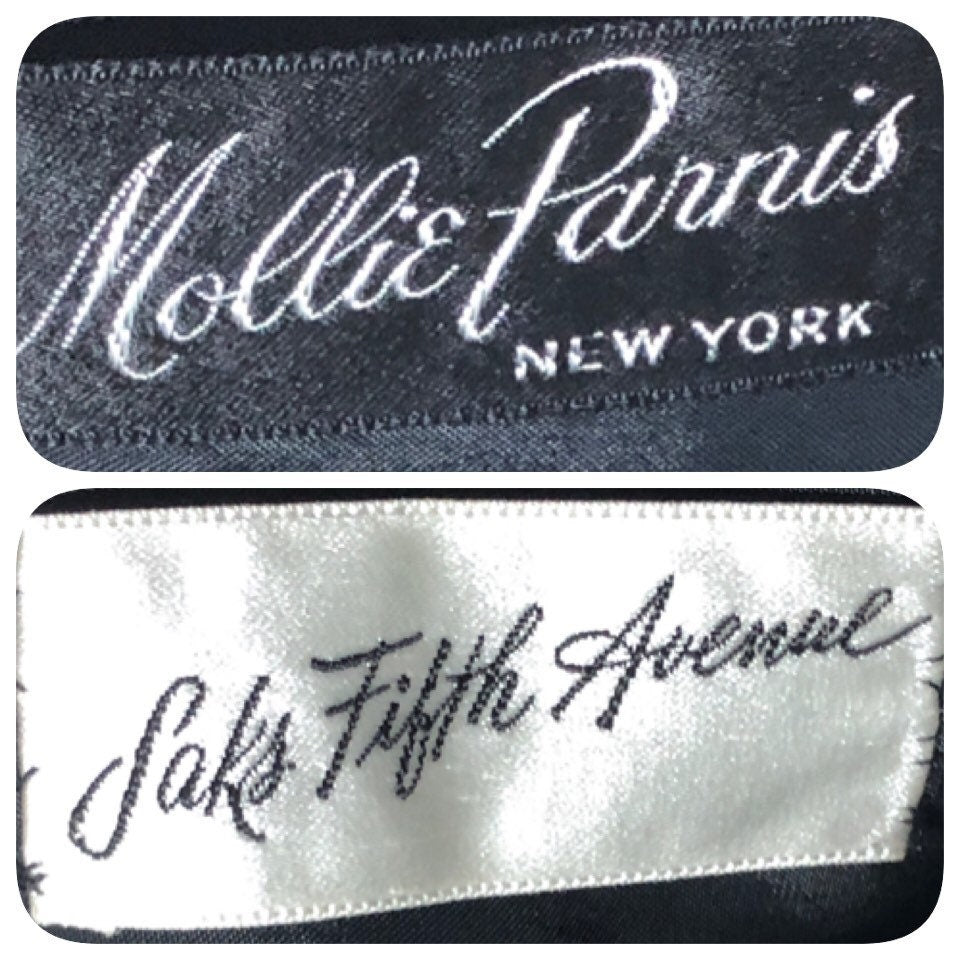 Mollie Parnis
NEW YORK
Saks Fifth Avenue